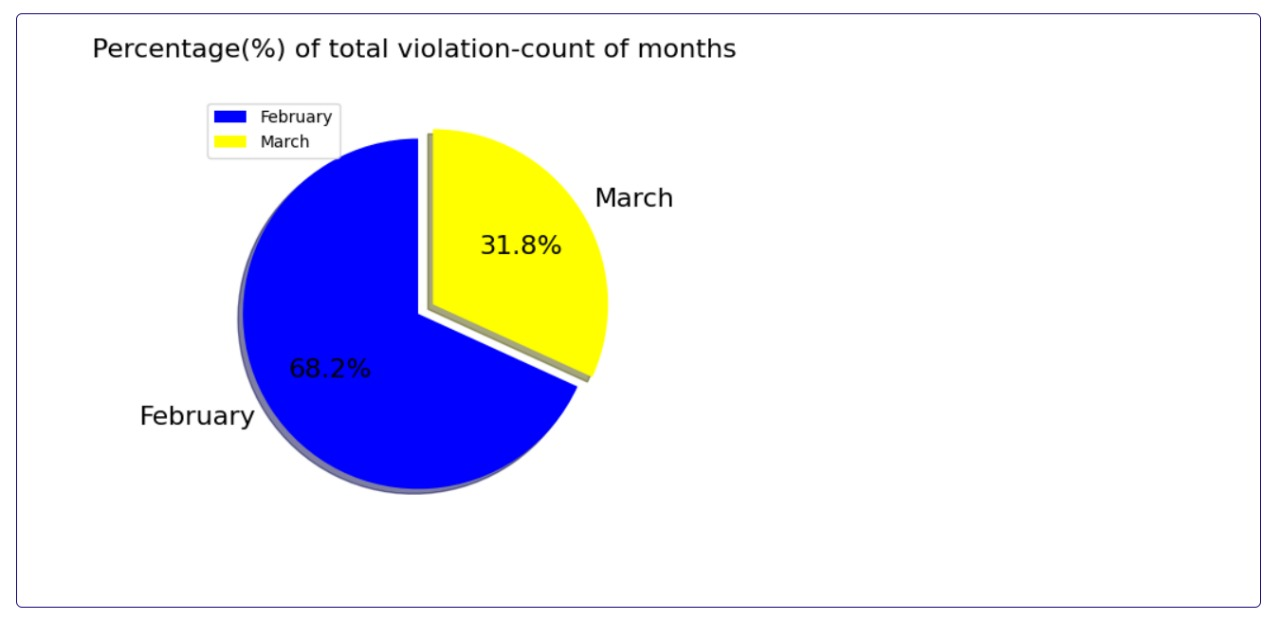 Percentage(%) of total violation-count of months
February
March
March
31.8%
68.2%
February